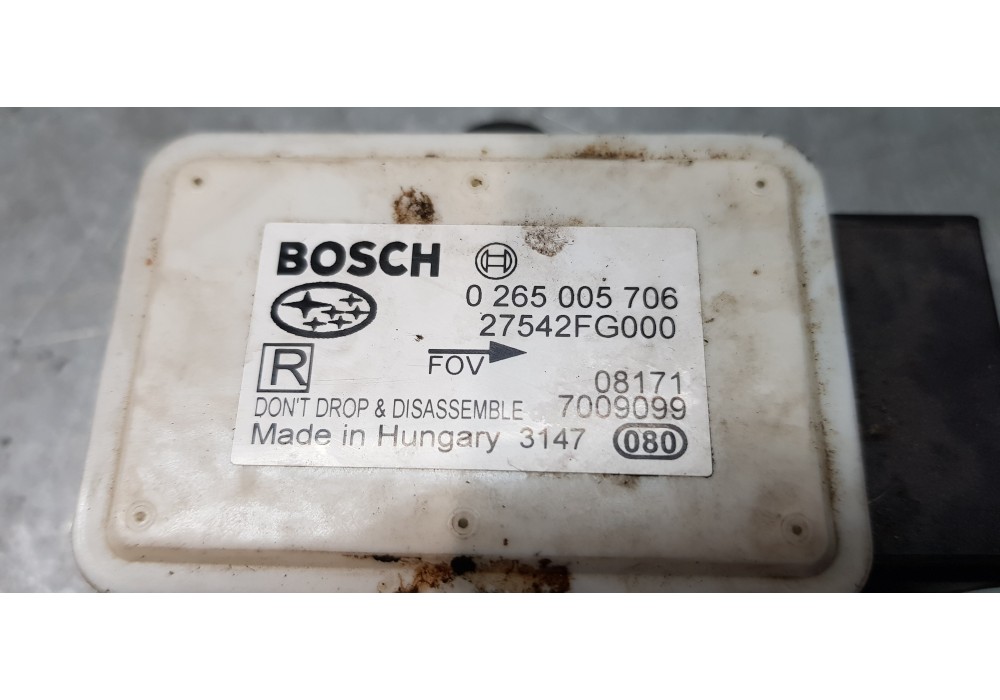 BOSCH
0 265 005 706
27542FG000
R
FOV
08171
DON'T DROP & DISASSEMBLE 7009099
Made in Hungary 3147 080